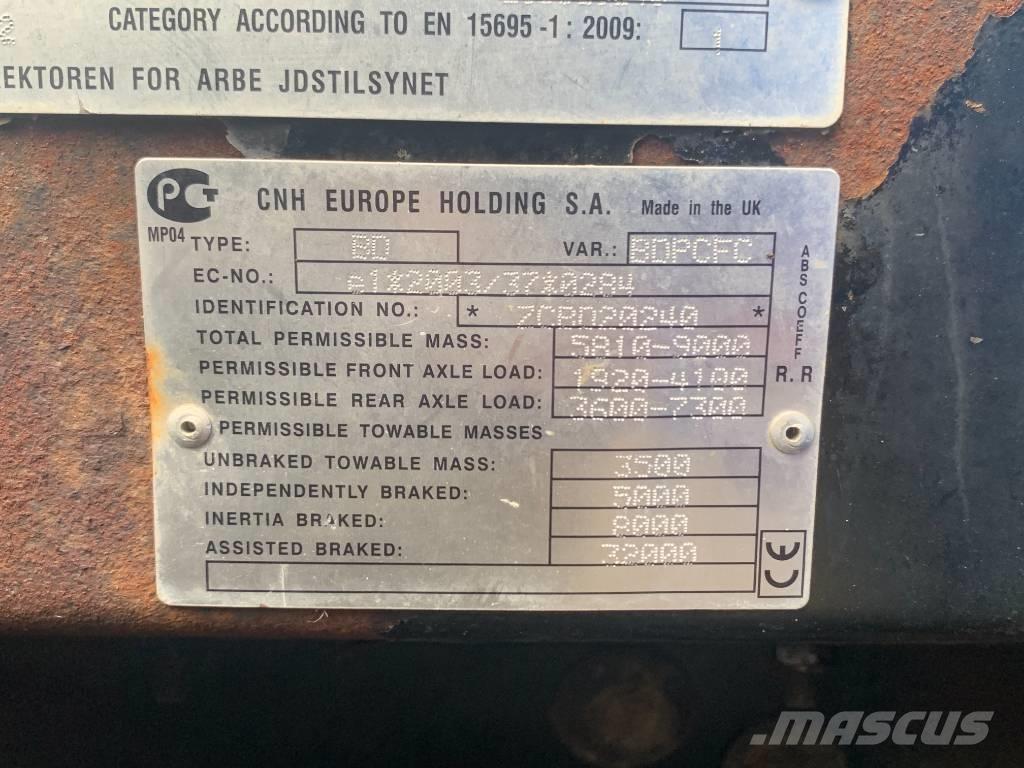 CATEGORY ACCORDING TO EN 15695-1: 2009: 1
EKTOREN FOR ARBE JDSTILSYNET
PCT CNH EUROPE HOLDING S.A. Made in the UK
MP04 TYPE: BD VAR.: BDPCFC
EC-NO.: e1*2003/37*0284
IDENTIFICATION NO.: * ZCBD20240 *
TOTAL PERMISSIBLE MASS: 5810-9000
PERMISSIBLE FRONT AXLE LOAD: 1920-4100
PERMISSIBLE REAR AXLE LOAD: 3600-7300
PERMISSIBLE TOWABLE MASSES
UNBRAKED TOWABLE MASS: 3500
INDEPENDENTLY BRAKED: 5000
INERTIA BRAKED: 8000
ASSISTED BRAKED: 32000
ABS COEFF
R.R
CE
MASCUS